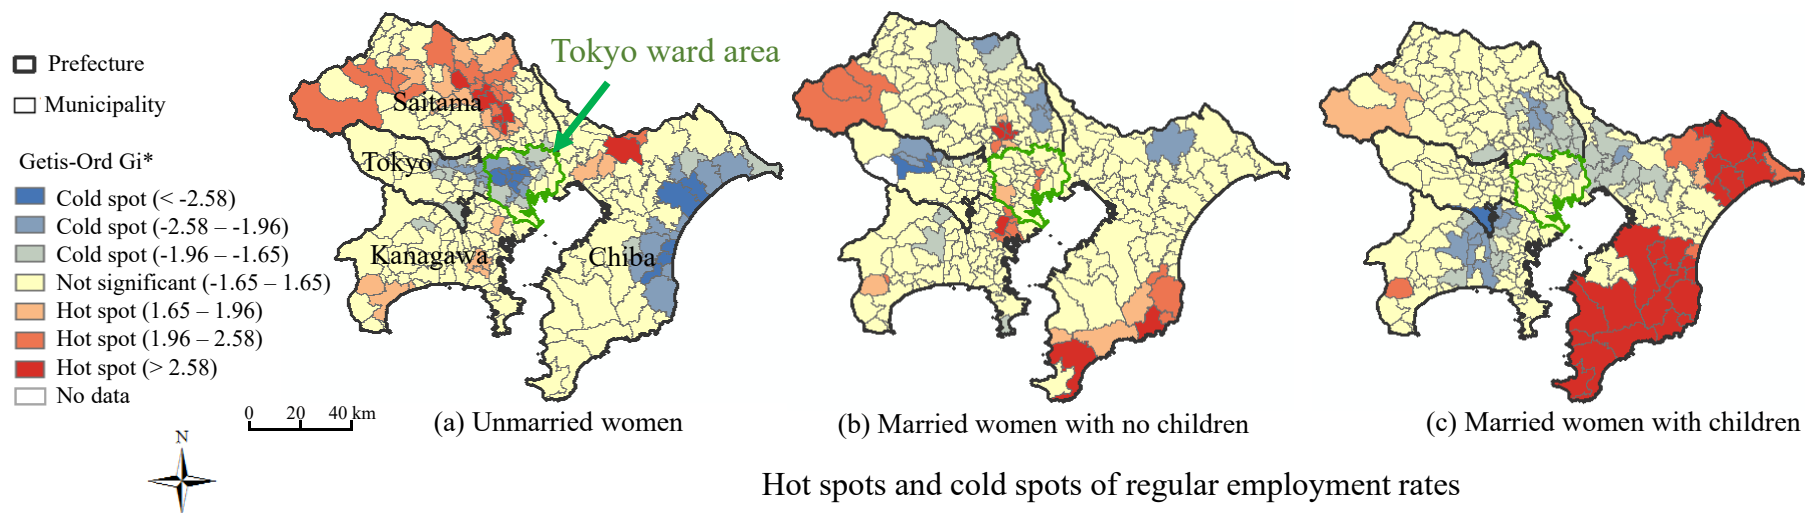 Prefecture
Municipality
Getis-Ord Gi*
Cold spot (< -2.58)
Cold spot (-2.58 – -1.96)
Cold spot (-1.96 – -1.65)
Not significant (-1.65 – 1.65)
Hot spot (1.65 – 1.96)
Hot spot (1.96 – 2.58)
Hot spot (> 2.58)
No data
0 20 40 km
N
Tokyo ward area
Saitama
Tokyo
Kanagawa
Chiba
(a) Unmarried women
(b) Married women with no children
(c) Married women with children
Hot spots and cold spots of regular employment rates